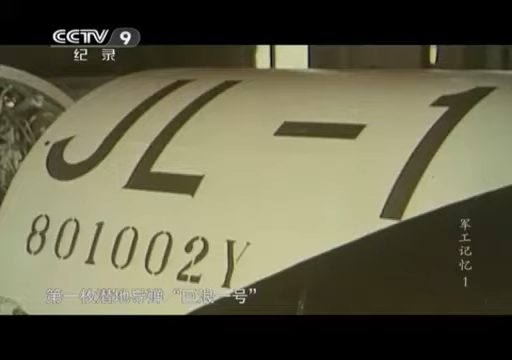 CCTV 9
纪录
JL-1
801002Y
军工记忆 1
第一枚潜地导弹“巨浪一号”